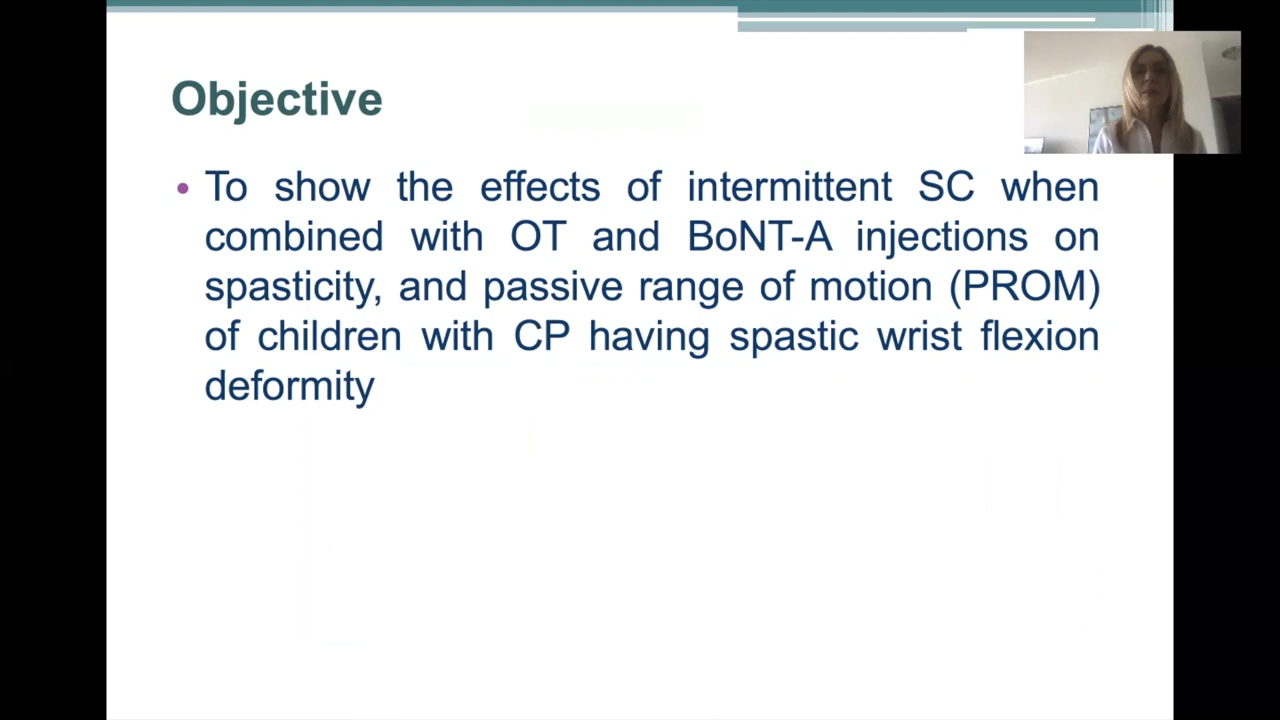 Objective
• To show the effects of intermittent SC when
combined with OT and BoNT-A injections on
spasticity, and passive range of motion (PROM)
of children with CP having spastic wrist flexion
deformity